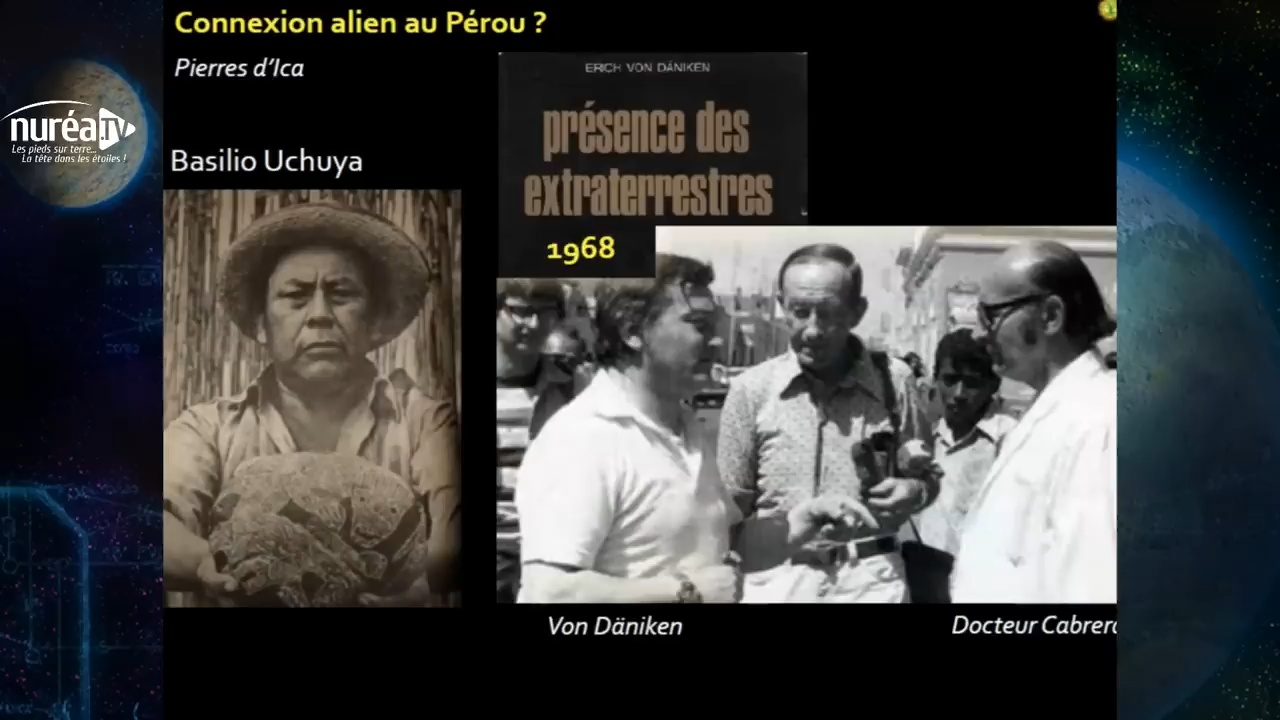 Connexion alien au Pérou ?
Pierres d'Ica
ERICH VON DÄNIKEN
présence des
extraterrestres
1968
nuréa TV
Les pieds sur terre...
La tête dans les étoiles !
Basilio Uchuya
Von Däniken
Docteur Cabrera